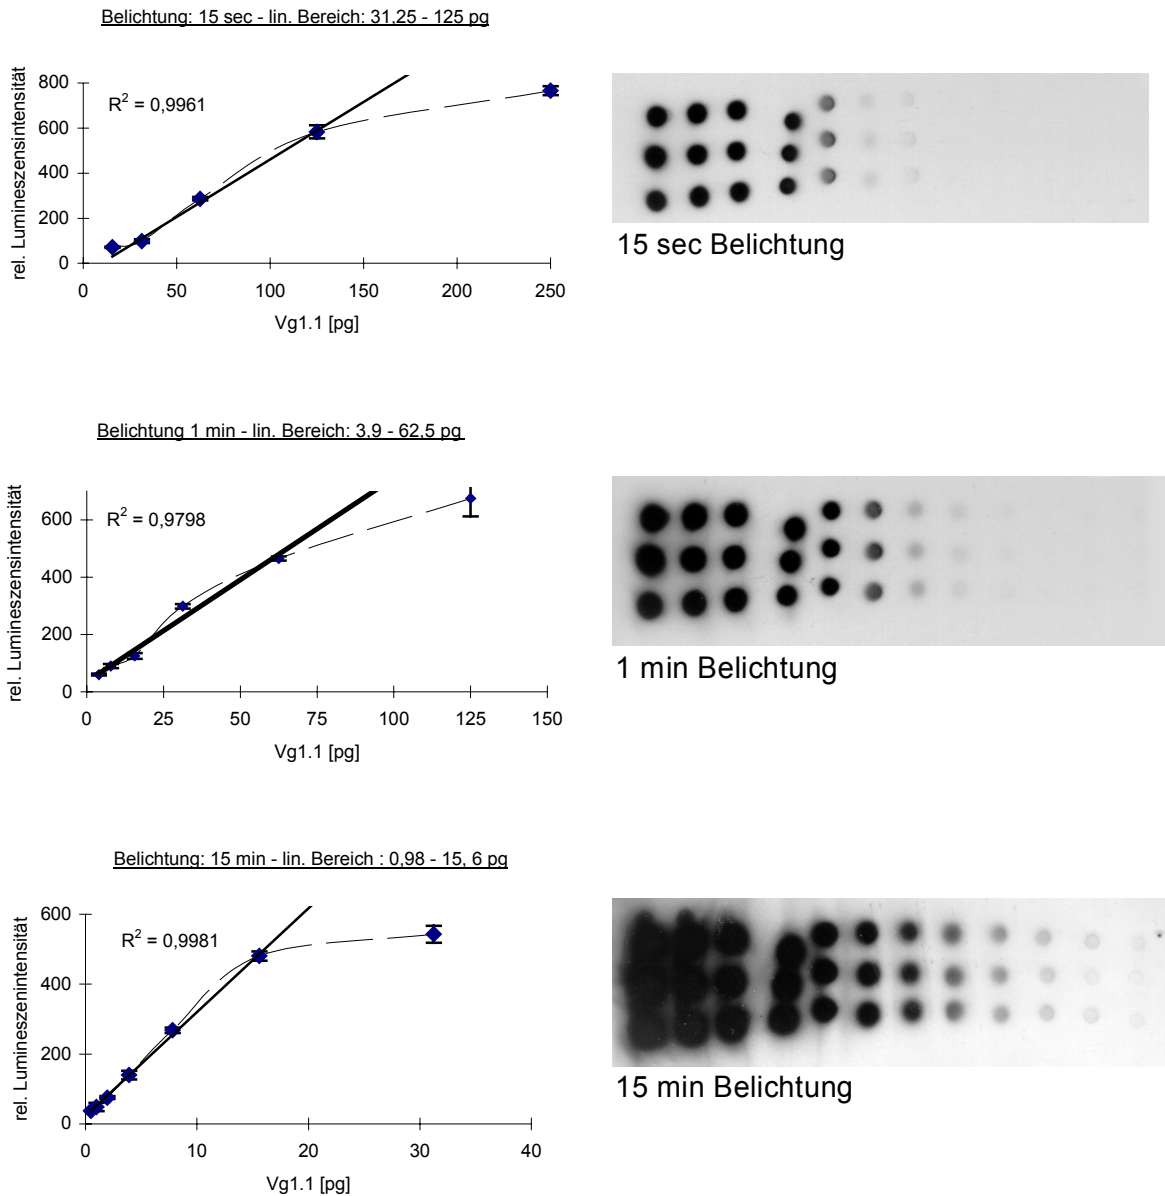 Belichtung: 15 sec - lin. Bereich: 31,25 - 125 pg
rel. Lumineszensintensität
800
600
400
200
0
R² = 0,9961
0 50 100 150 200 250
Vg1.1 [pg]
15 sec Belichtung
Belichtung 1 min - lin. Bereich: 3,9 - 62,5 pg
rel. Lumineszensintensität
600
400
200
0
R² = 0,9798
0 25 50 75 100 125 150
Vg1.1 [pg]
1 min Belichtung
Belichtung: 15 min - lin. Bereich : 0,98 - 15, 6 pg
rel. Lumineszenintensität
600
400
200
0
R² = 0,9981
0 10 20 30 40
Vg1.1 [pg]
15 min Belichtung